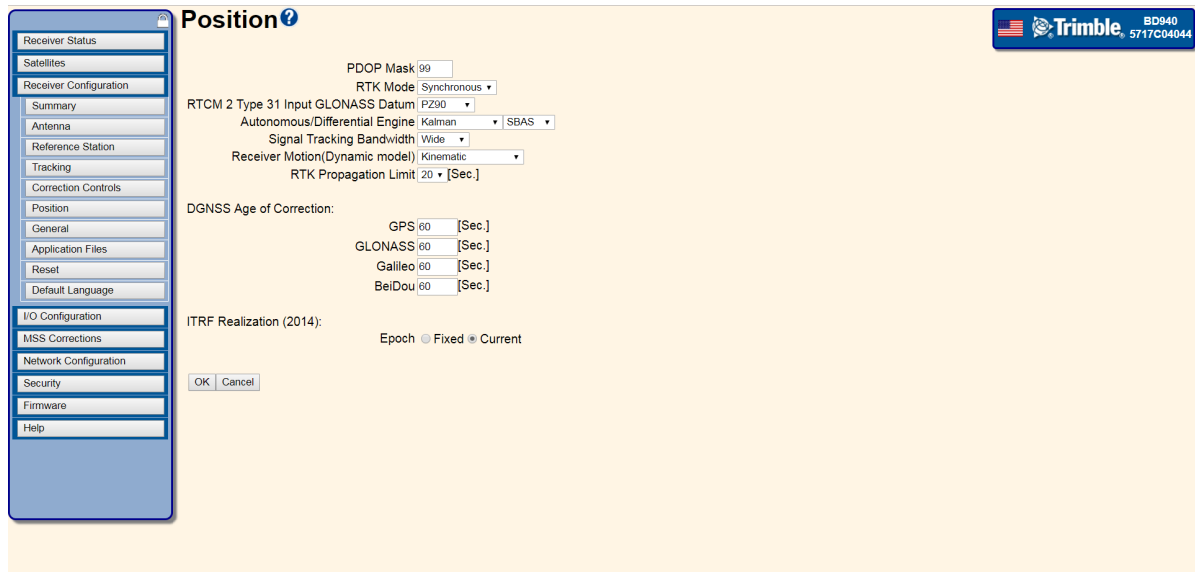 Position?
Trimble® BD940
5717C04044
Receiver Status
Satellites
Receiver Configuration
Summary
Antenna
Reference Station
Tracking
Correction Controls
Position
General
Application Files
Reset
Default Language
I/O Configuration
MSS Corrections
Network Configuration
Security
Firmware
Help
PDOP Mask 99
RTK Mode Synchronous
RTCM 2 Type 31 Input GLONASS Datum PZ90
Autonomous/Differential Engine Kalman SBAS
Signal Tracking Bandwidth Wide
Receiver Motion(Dynamic model) Kinematic
RTK Propagation Limit 20 [Sec.]
DGNSS Age of Correction:
GPS 60 [Sec.]
GLONASS 60 [Sec.]
Galileo 60 [Sec.]
BeiDou 60 [Sec.]
ITRF Realization (2014):
Epoch Fixed Current
OK Cancel